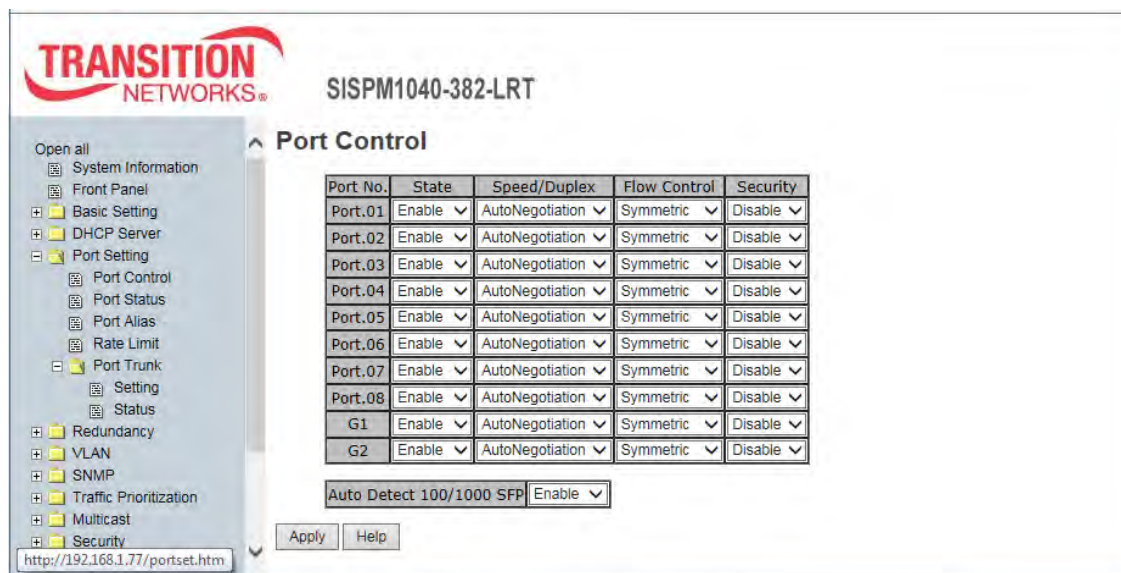 TRANSITION
NETWORKS®
SISPM1040-382-LRT
Open all
System Information
Front Panel
Basic Setting
DHCP Server
Port Setting
Port Control
Port Status
Port Alias
Rate Limit
Port Trunk
Setting
Status
Redundancy
VLAN
SNMP
Traffic Prioritization
Multicast
Security
http://192.168.1.77/portset.htm
Port Control
Port No. State Speed/Duplex Flow Control Security
Port.01 Enable AutoNegotiation Symmetric Disable
Port.02 Enable AutoNegotiation Symmetric Disable
Port.03 Enable AutoNegotiation Symmetric Disable
Port.04 Enable AutoNegotiation Symmetric Disable
Port.05 Enable AutoNegotiation Symmetric Disable
Port.06 Enable AutoNegotiation Symmetric Disable
Port.07 Enable AutoNegotiation Symmetric Disable
Port.08 Enable AutoNegotiation Symmetric Disable
G1 Enable AutoNegotiation Symmetric Disable
G2 Enable AutoNegotiation Symmetric Disable
Auto Detect 100/1000 SFP Enable
Apply Help